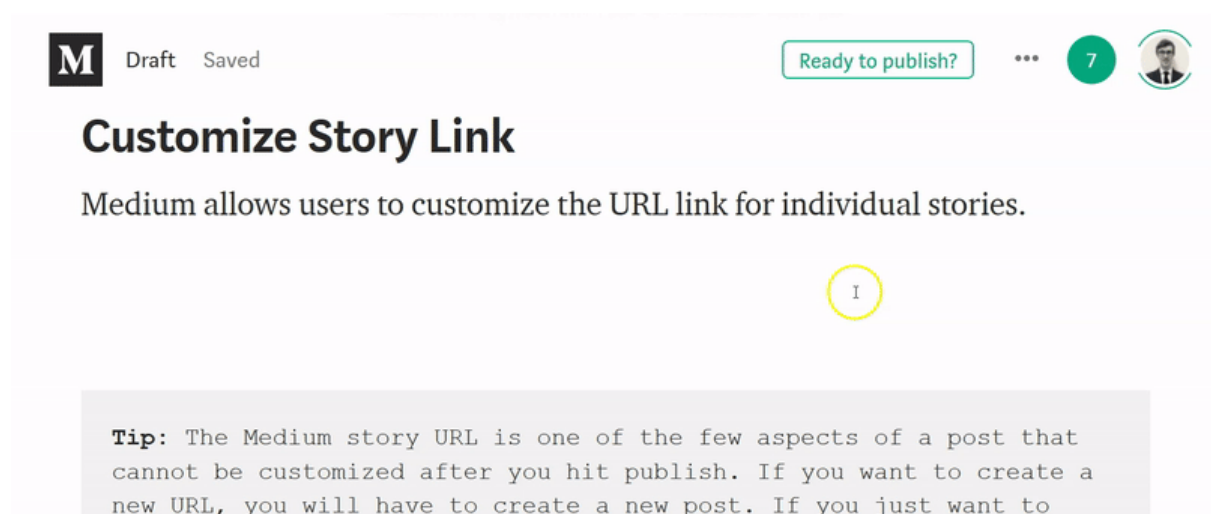 M Draft Saved Ready to publish? ••• 7
Customize Story Link
Medium allows users to customize the URL link for individual stories.
Tip: The Medium story URL is one of the few aspects of a post that
cannot be customized after you hit publish. If you want to create a
new URL, you will have to create a new post. If you just want to